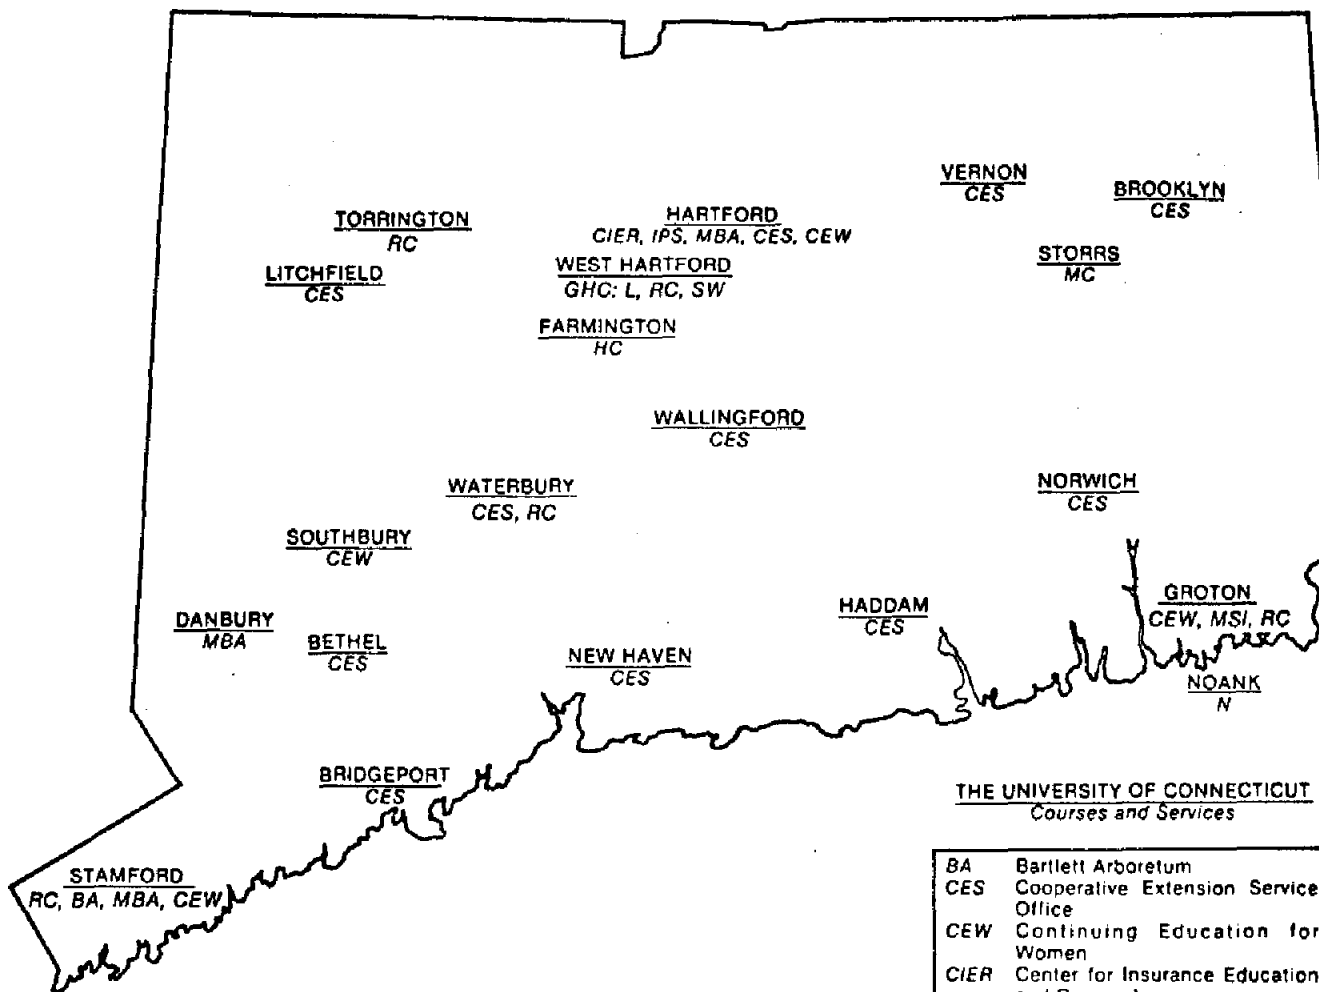 VERNON
CES
BROOKLYN
CES
TORRINGTON
RC
HARTFORD
CIER, IPS, MBA, CES, CEW
WEST HARTFORD
GHC: L, RC, SW
STORRS
MC
LITCHFIELD
CES
FARMINGTON
HC
WALLINGFORD
CES
WATERBURY
CES, RC
NORWICH
CES
SOUTHBURY
CEW
DANBURY
MBA
BETHEL
CES
HADDAM
CES
GROTON
CEW, MSI, RC
NEW HAVEN
CES
NOANK
N
BRIDGEPORT
CES
STAMFORD
RC, BA, MBA, CEW
THE UNIVERSITY OF CONNECTICUT
Courses and Services
BA Bartlett Arboretum
CES Cooperative Extension Service
Office
CEW Continuing Education for
Women
CIER Center for Insurance Education